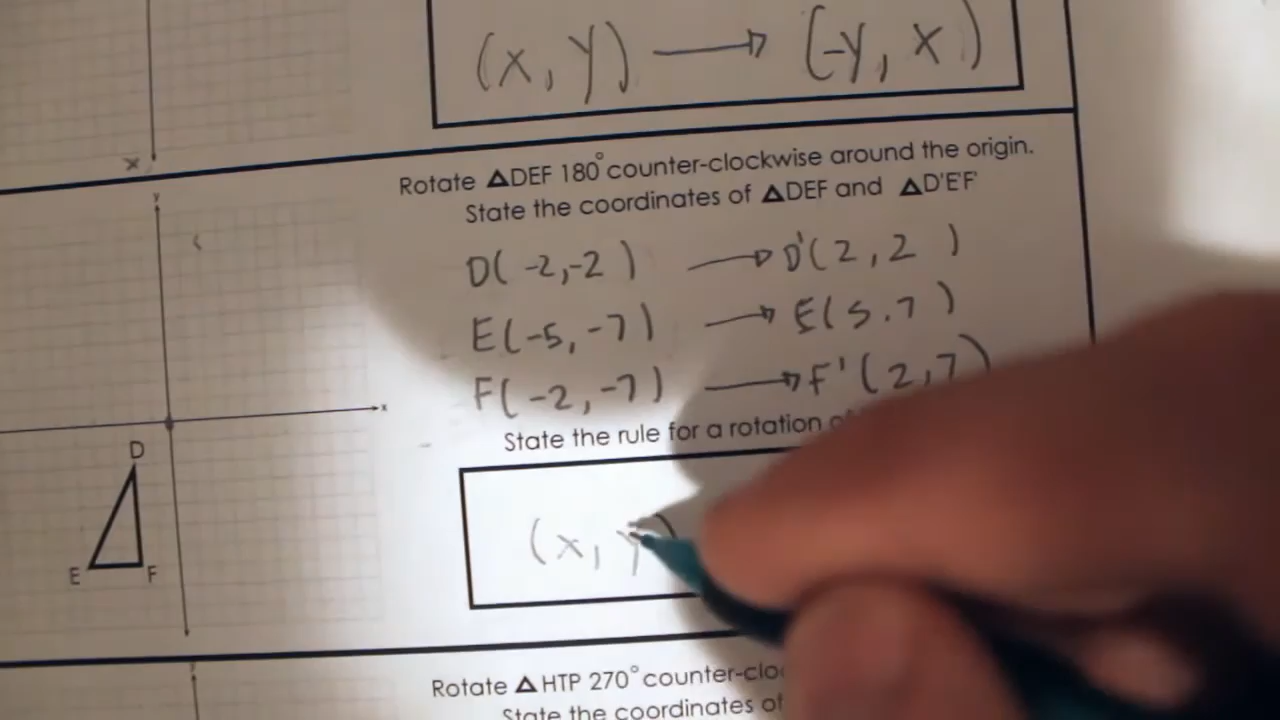 (x, y) → (-y, x)
x
y
Rotate △DEF 180° counter-clockwise around the origin.
State the coordinates of △DEF and △D'E'F'
D(-2,-2) → D'(2,2)
E(-5,-7) → E(5.7)
F(-2,-7) → F'(2,7)
x
State the rule for a rotation
D
E
F
(x, y)
Rotate △HTP 270° counter-
State the coordinates of